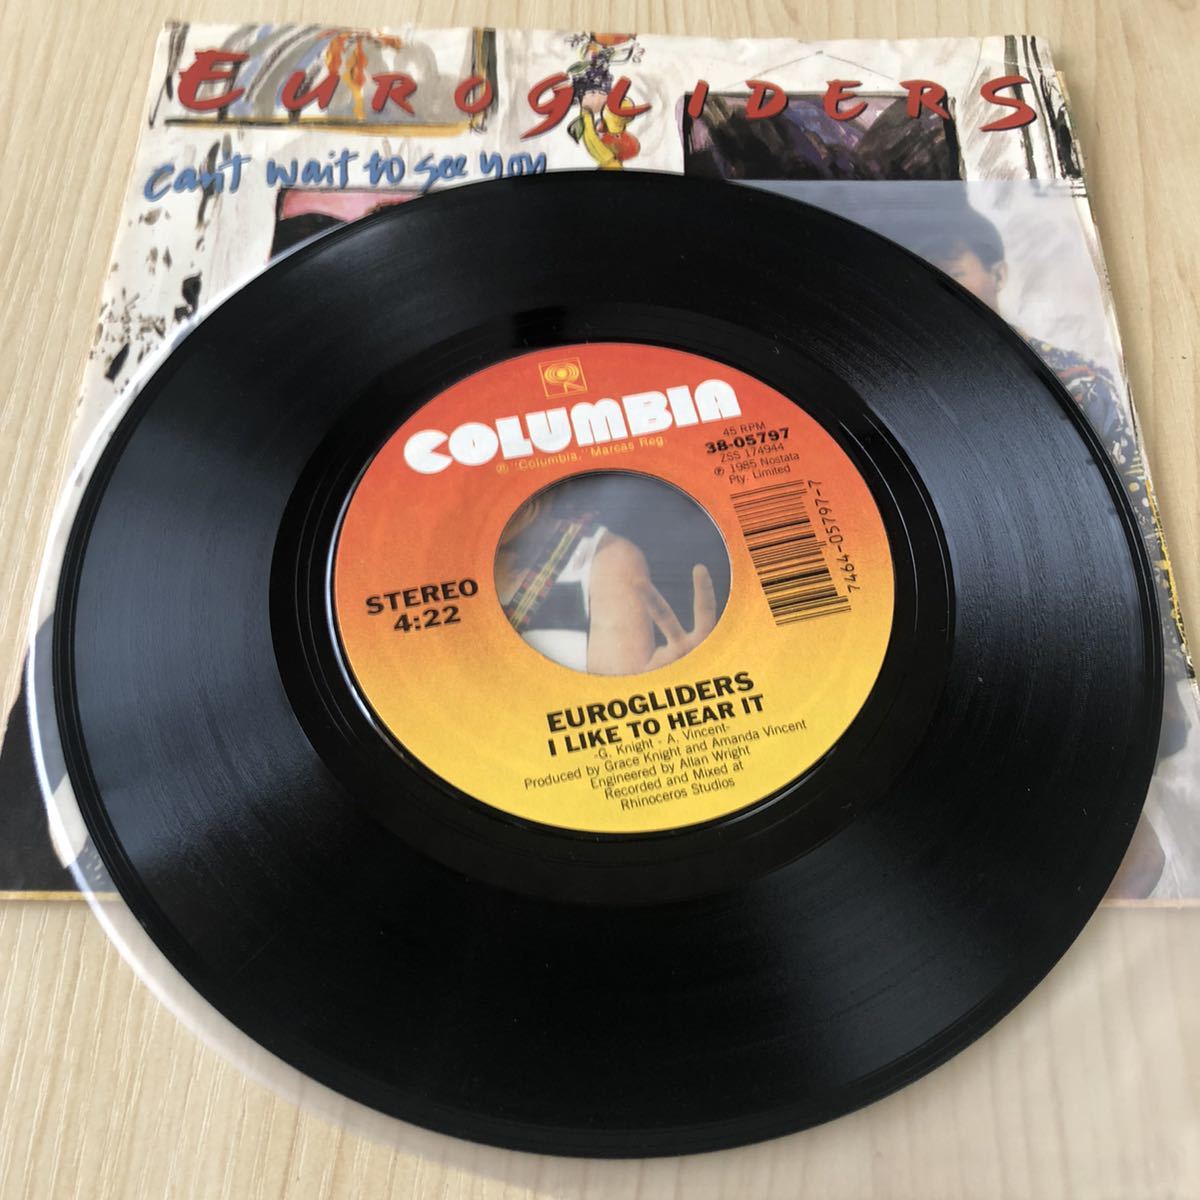 EUROGLIDERS
can't wait to see you
COLUMBIA
® "Columbia," Marcas Reg.
45 RPM
38-05797
ZSS 174944
℗ 1985 Nostata
Pty. Limited
7464-05797-7
STEREO
4:22
EUROGLIDERS
I LIKE TO HEAR IT
-G. Knight - A. Vincent-
Produced by Grace Knight and Amanda Vincent
Engineered by Allan Wright
Recorded and Mixed at
Rhinoceros Studios